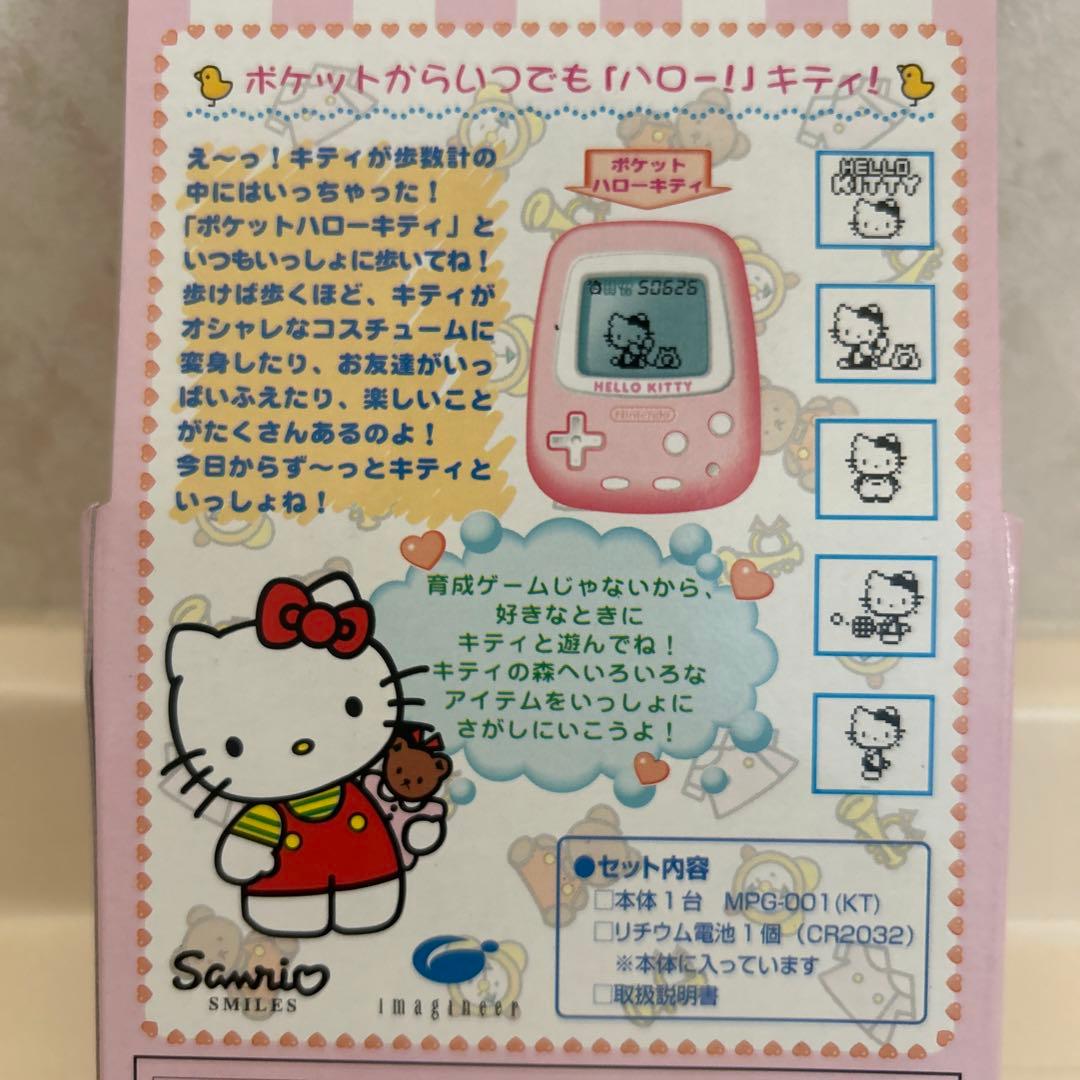 ポケットからいつでも「ハロー!」キティ!
え〜っ!キティが歩数計の
中にはいっちゃった!
「ポケットハローキティ」と
いつもいっしょに歩いてね!
歩けば歩くほど、キティが
オシャレなコスチュームに
変身したり、お友達がいっ
ぱいふえたり、楽しいこと
がたくさんあるのよ!
今日からず〜っとキティと
いっしょね!
ポケット
ハローキティ
50626
HELLO KITTY
Nintendo
HELLO
KITTY
育成ゲームじゃないから、
好きなときに
キティと遊んでね!
キティの森へいろいろな
アイテムをいっしょに
さがしにいこうよ!
●セット内容
□本体1台 MPG-001(KT)
□リチウム電池1個(CR2032)
※本体に入っています
□取扱説明書
Sanrio
SMILES
imagineer